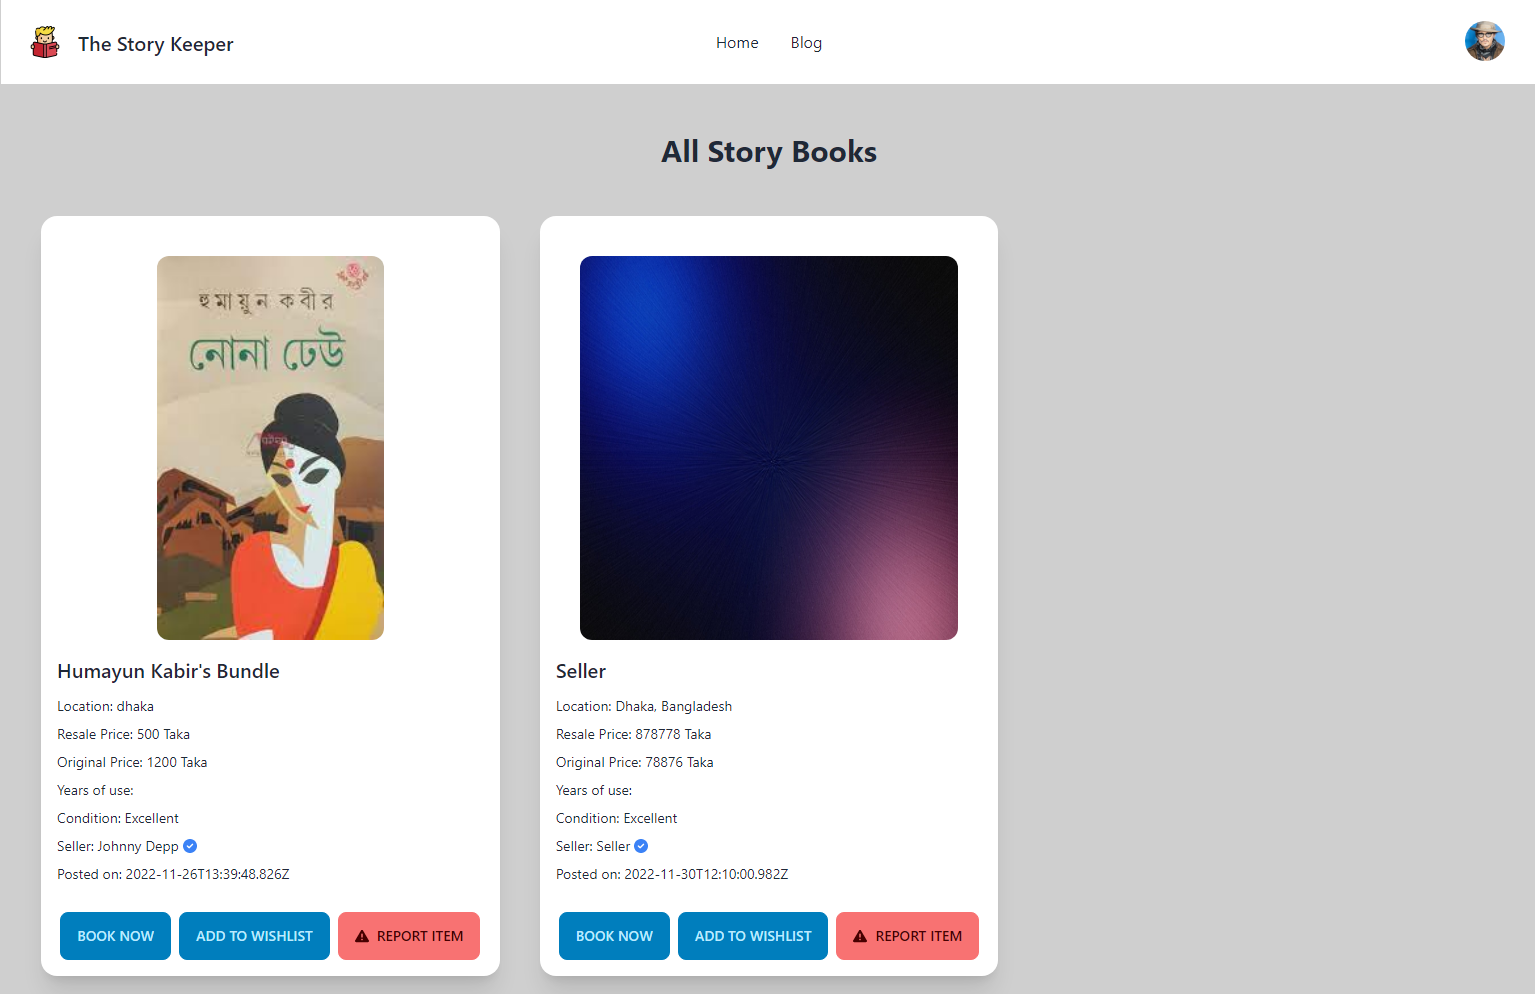 The Story Keeper
Home
Blog
All Story Books
হুমায়ুন কবীর
নোনা ঢেউ
Humayun Kabir's Bundle
Location: dhaka
Resale Price: 500 Taka
Original Price: 1200 Taka
Years of use:
Condition: Excellent
Seller: Johnny Depp
Posted on: 2022-11-26T13:39:48.826Z
BOOK NOW
ADD TO WISHLIST
REPORT ITEM
Seller
Location: Dhaka, Bangladesh
Resale Price: 878778 Taka
Original Price: 78876 Taka
Years of use:
Condition: Excellent
Seller: Seller
Posted on: 2022-11-30T12:10:00.982Z
BOOK NOW
ADD TO WISHLIST
REPORT ITEM